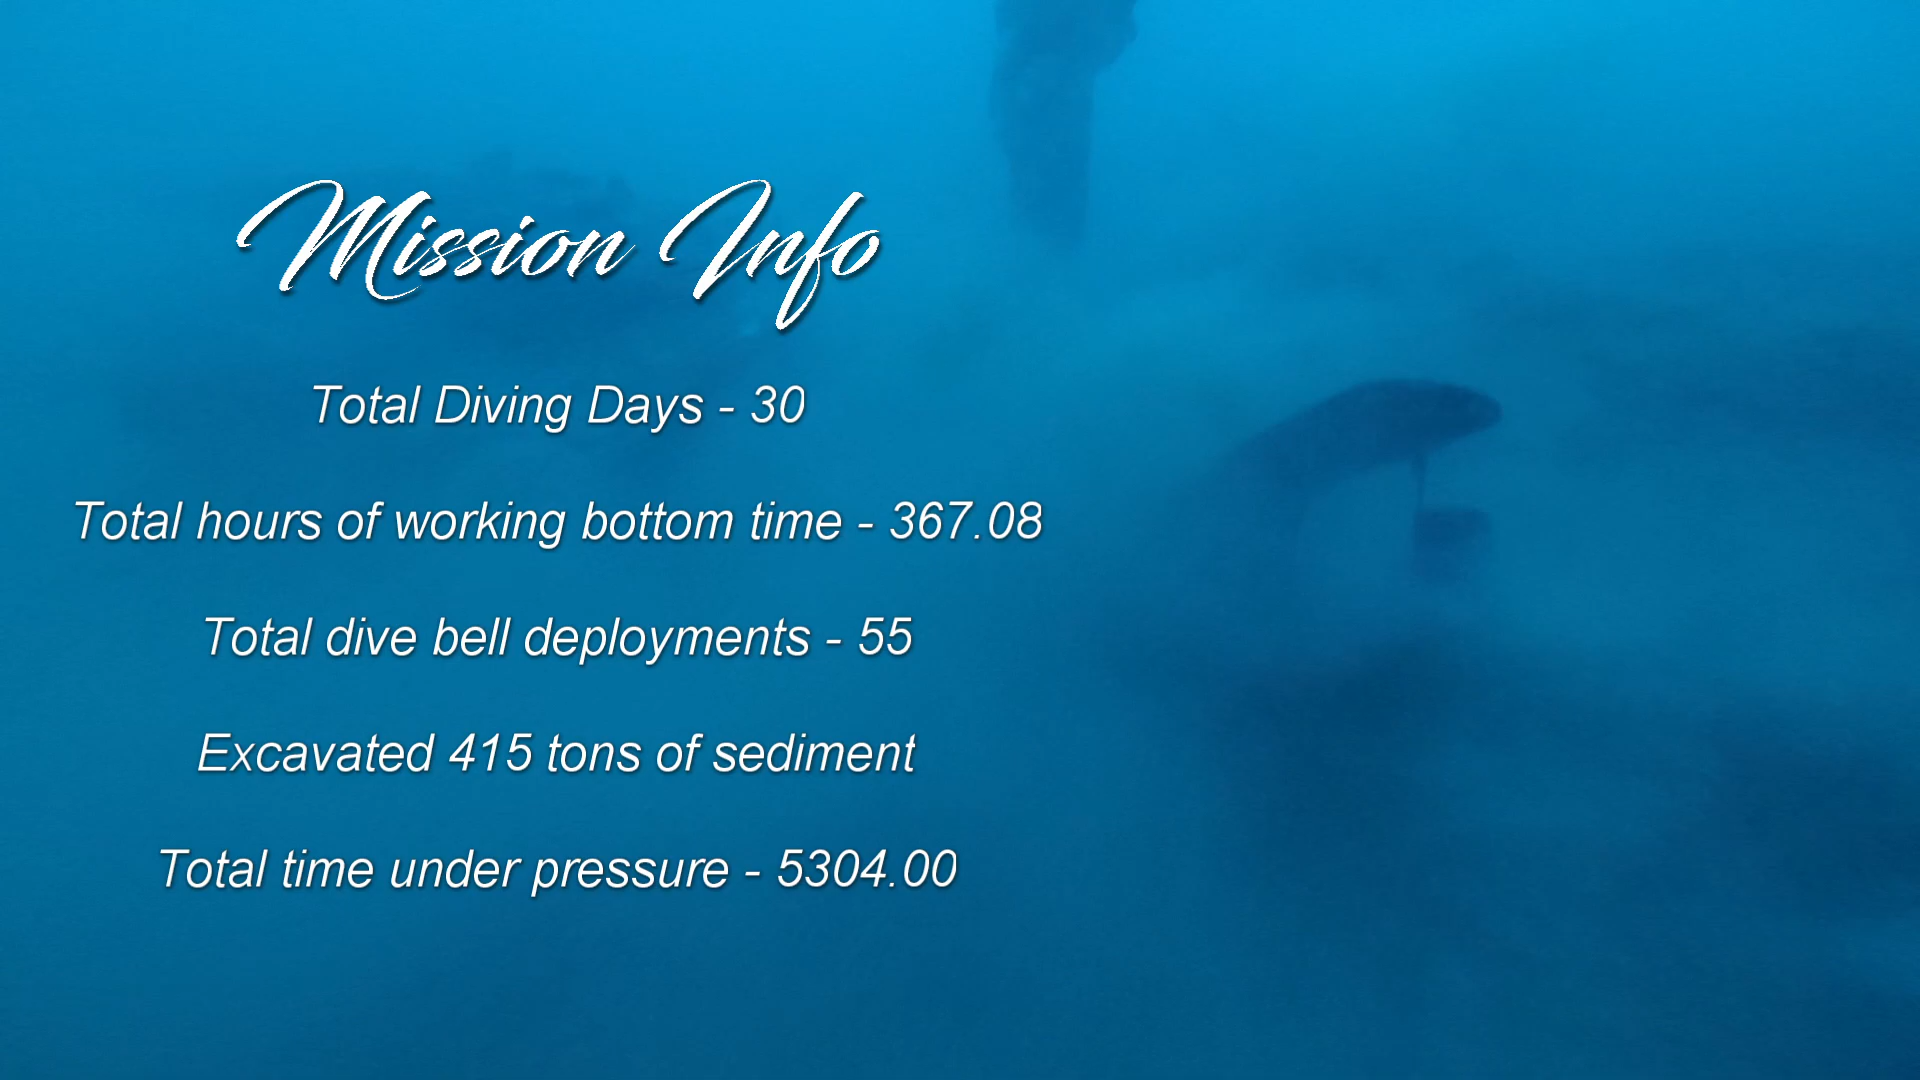 Mission Info
Total Diving Days - 30
Total hours of working bottom time - 367.08
Total dive bell deployments - 55
Excavated 415 tons of sediment
Total time under pressure - 5304.00